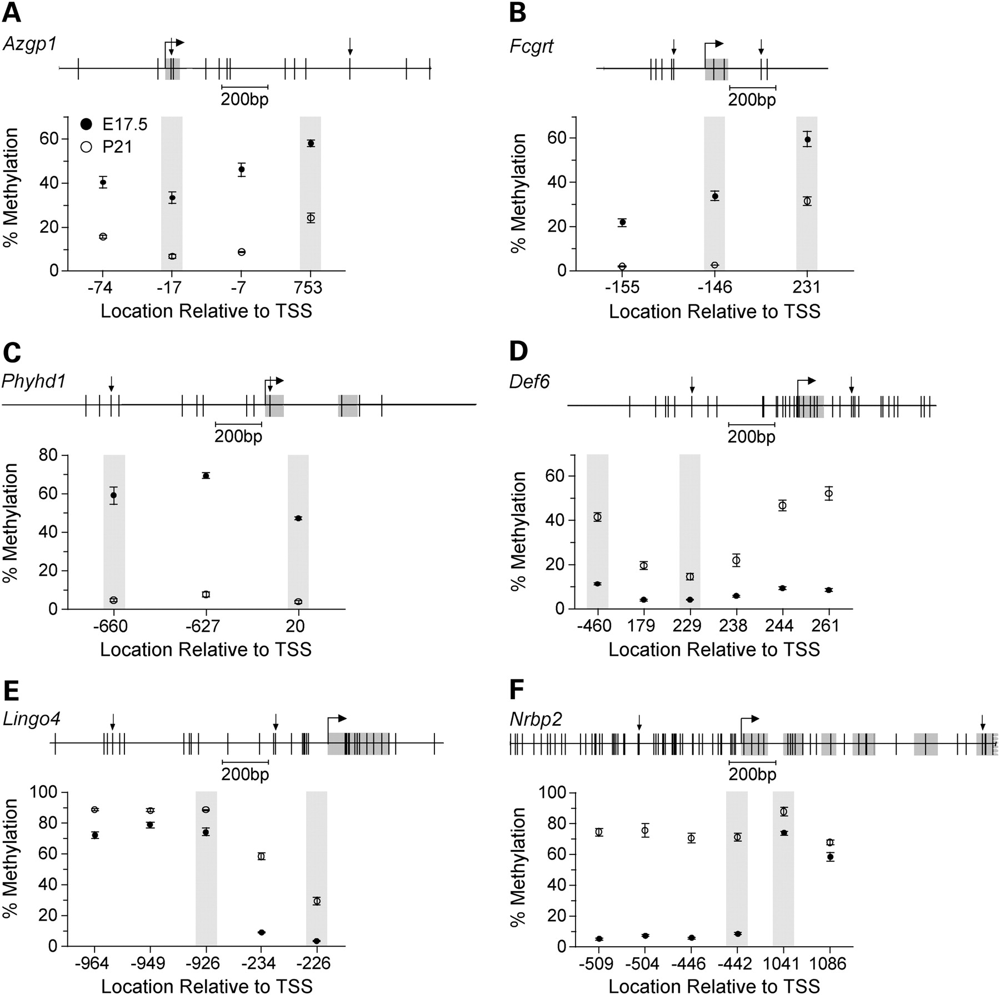 A
Azgp1
200bp
E17.5
P21
% Methylation
60
40
20
0
-74 -17 -7 753
Location Relative to TSS
B
Fcgrt
200bp
% Methylation
60
40
20
0
-155 -146 231
Location Relative to TSS
C
Phyhd1
200bp
% Methylation
80
60
40
20
0
-660 -627 20
Location Relative to TSS
D
Def6
200bp
% Methylation
60
40
20
0
-460 179 229 238 244 261
Location Relative to TSS
E
Lingo4
200bp
% Methylation
100
80
60
40
20
0
-964 -949 -926 -234 -226
Location Relative to TSS
F
Nrbp2
200bp
% Methylation
100
80
60
40
20
0
-509 -504 -446 -442 1041 1086
Location Relative to TSS